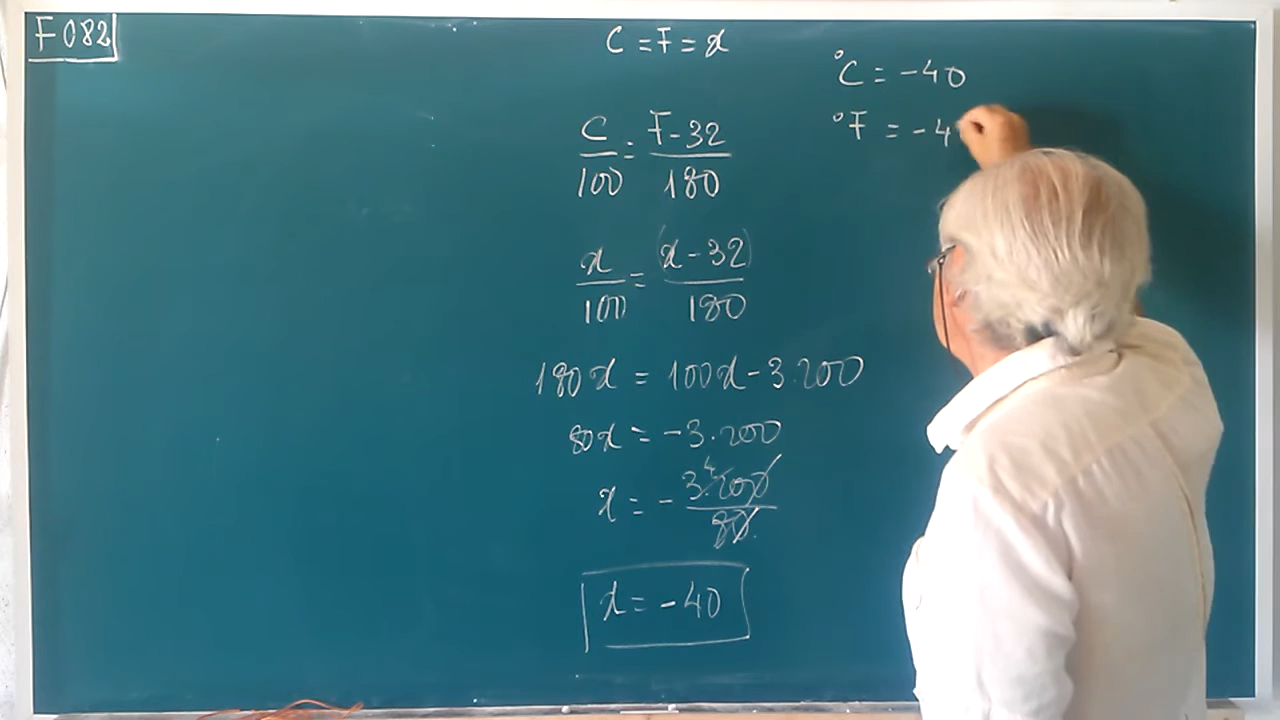 F082
C = F = x
°C = -40
°F = -4
C/100 = F-32/180
x/100 = (x-32)/180
180x = 100x - 3.200
80x = -3.200
x = - 3.200/80
4
x = -40